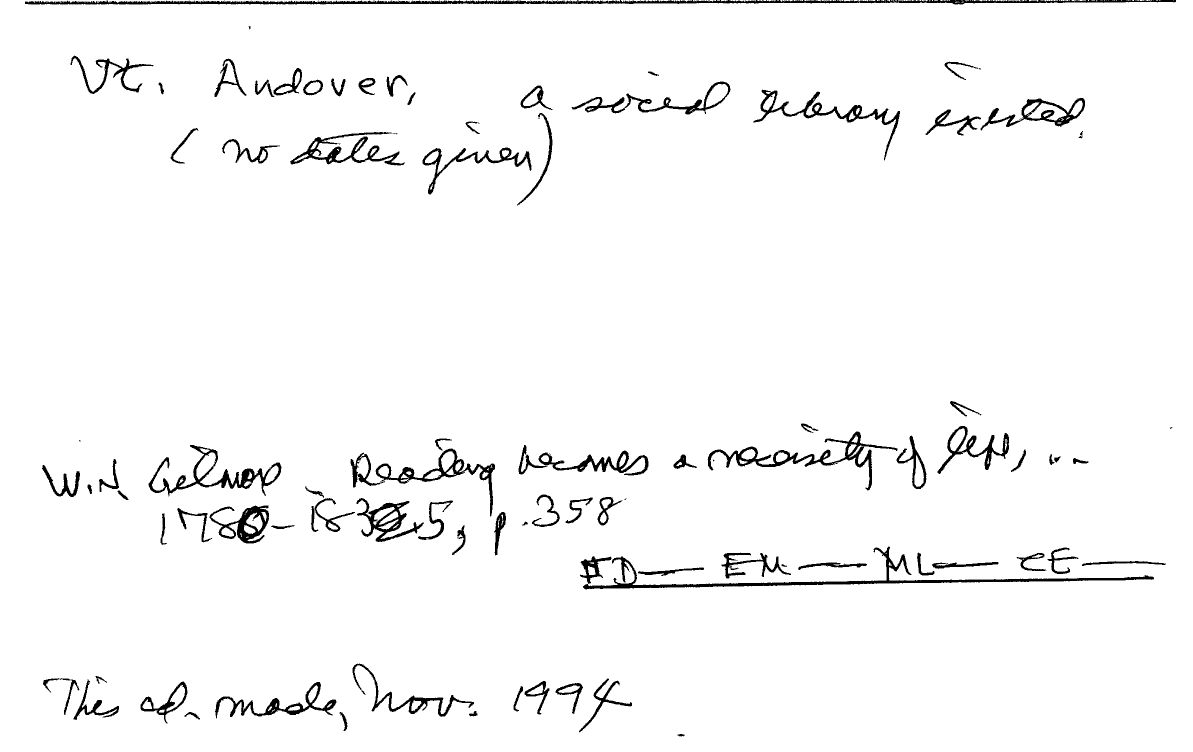 Vt. Andover, a social library existed.
(no dates given)
W.N. Gilmore Reading becomes a necessity of life, ...
1780-1835, p.358
ED— EM— ML— CE—
This cd. made, Nov. 1994